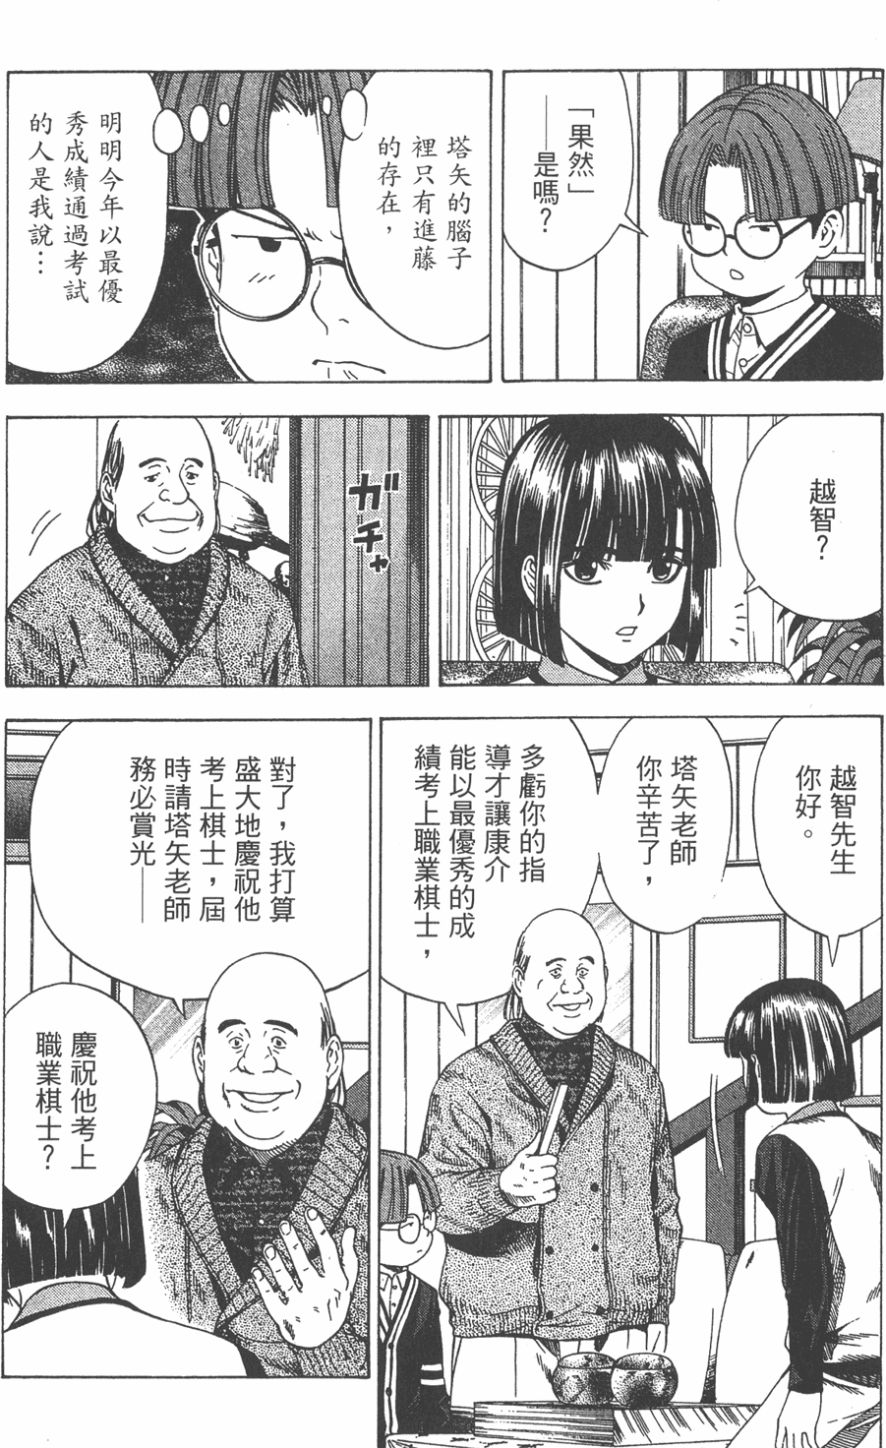 「果然」
——是嗎？
塔矢的腦子
裡只有進藤
的存在，
明明今年以最優
秀成績通過考試
的人是我說…
越智？
ガチャ
越智先生
你好。
塔矢老師
你辛苦了，
多虧你的指
導才讓康介
能以最優秀的成
績考上職業棋士，
對了，我打算
盛大地慶祝他
考上棋士，屆
時請塔矢老師
務必賞光——
慶祝他考上
職業棋士？